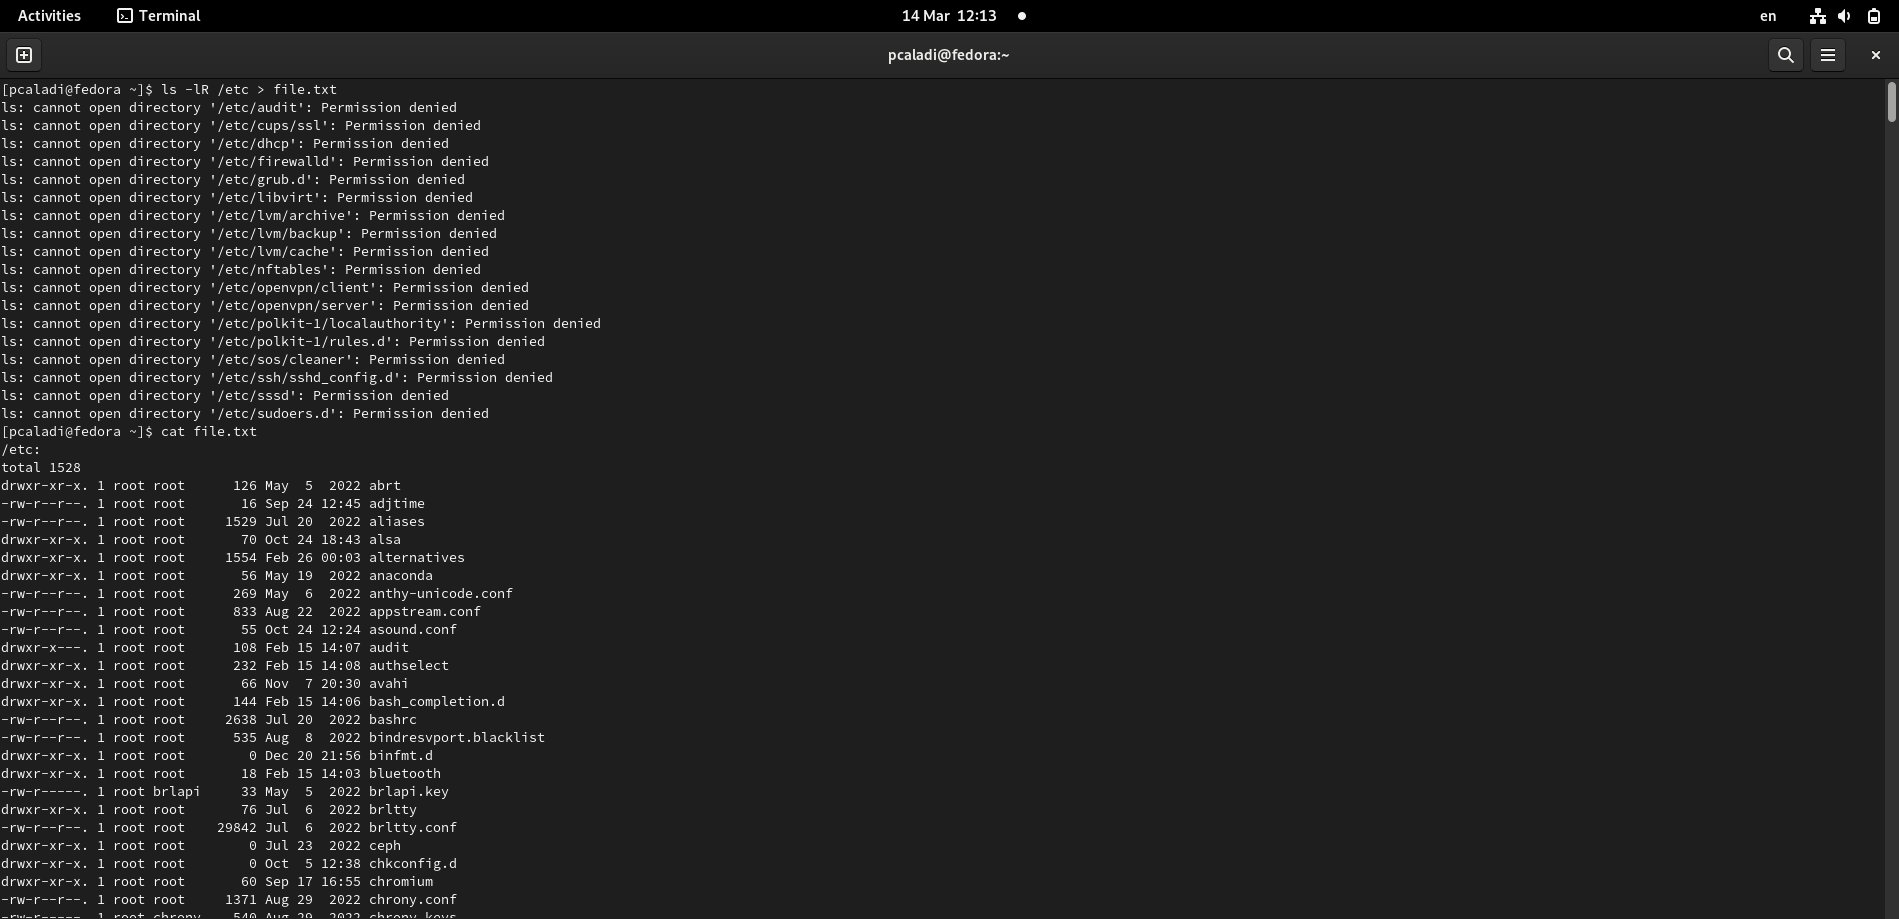 Activities Terminal 14 Mar 12:13 en
pcaladi@fedora:~
[pcaladi@fedora ~]$ ls -lR /etc > file.txt
ls: cannot open directory '/etc/audit': Permission denied
ls: cannot open directory '/etc/cups/ssl': Permission denied
ls: cannot open directory '/etc/dhcp': Permission denied
ls: cannot open directory '/etc/firewalld': Permission denied
ls: cannot open directory '/etc/grub.d': Permission denied
ls: cannot open directory '/etc/libvirt': Permission denied
ls: cannot open directory '/etc/lvm/archive': Permission denied
ls: cannot open directory '/etc/lvm/backup': Permission denied
ls: cannot open directory '/etc/lvm/cache': Permission denied
ls: cannot open directory '/etc/nftables': Permission denied
ls: cannot open directory '/etc/openvpn/client': Permission denied
ls: cannot open directory '/etc/openvpn/server': Permission denied
ls: cannot open directory '/etc/polkit-1/localauthority': Permission denied
ls: cannot open directory '/etc/polkit-1/rules.d': Permission denied
ls: cannot open directory '/etc/sos/cleaner': Permission denied
ls: cannot open directory '/etc/ssh/sshd_config.d': Permission denied
ls: cannot open directory '/etc/sssd': Permission denied
ls: cannot open directory '/etc/sudoers.d': Permission denied
[pcaladi@fedora ~]$ cat file.txt
/etc:
total 1528
drwxr-xr-x. 1 root root      126 May  5  2022 abrt
-rw-r--r--. 1 root root       16 Sep 24 12:45 adjtime
-rw-r--r--. 1 root root     1529 Jul 20  2022 aliases
drwxr-xr-x. 1 root root       70 Oct 24 18:43 alsa
drwxr-xr-x. 1 root root     1554 Feb 26 00:03 alternatives
drwxr-xr-x. 1 root root       56 May 19  2022 anaconda
-rw-r--r--. 1 root root      269 May  6  2022 anthy-unicode.conf
-rw-r--r--. 1 root root      833 Aug 22  2022 appstream.conf
-rw-r--r--. 1 root root       55 Oct 24 12:24 asound.conf
drwxr-x---. 1 root root      108 Feb 15 14:07 audit
drwxr-xr-x. 1 root root      232 Feb 15 14:08 authselect
drwxr-xr-x. 1 root root       66 Nov  7 20:30 avahi
drwxr-xr-x. 1 root root      144 Feb 15 14:06 bash_completion.d
-rw-r--r--. 1 root root     2638 Jul 20  2022 bashrc
-rw-r--r--. 1 root root      535 Aug  8  2022 bindresvport.blacklist
drwxr-xr-x. 1 root root        0 Dec 20 21:56 binfmt.d
drwxr-xr-x. 1 root root       18 Feb 15 14:03 bluetooth
-rw-r-----. 1 root brlapi     33 May  5  2022 brlapi.key
drwxr-xr-x. 1 root root       76 Jul  6  2022 brltty
-rw-r--r--. 1 root root    29842 Jul  6  2022 brltty.conf
drwxr-xr-x. 1 root root        0 Jul 23  2022 ceph
drwxr-xr-x. 1 root root        0 Oct  5 12:38 chkconfig.d
drwxr-xr-x. 1 root root       60 Sep 17 16:55 chromium
-rw-r--r--. 1 root root     1371 Aug 29  2022 chrony.conf
-rw-r-----. 1 root chrony    540 Aug 29  2022 chrony.keys